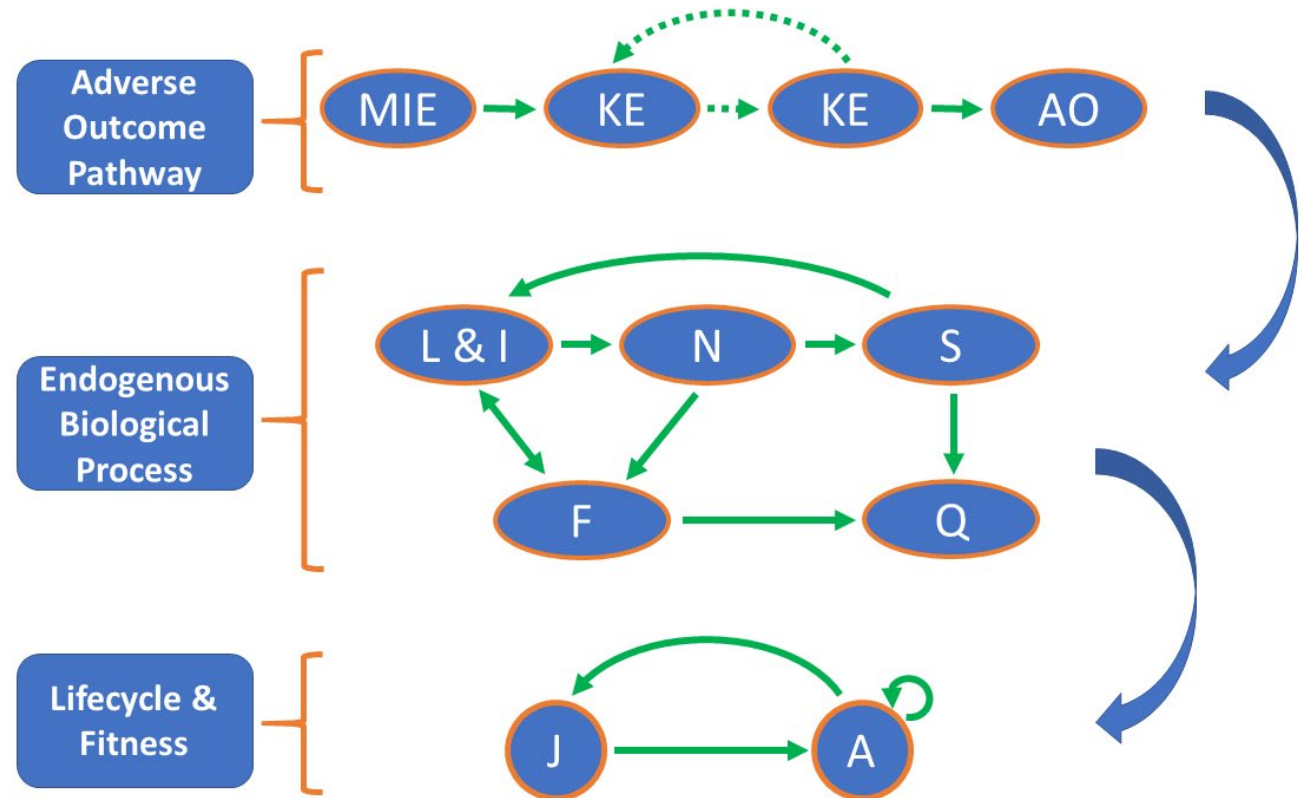 Adverse
Outcome
Pathway
MIE
KE
KE
AO
Endogenous
Biological
Process
L & I
N
S
F
Q
Lifecycle &
Fitness
J
A